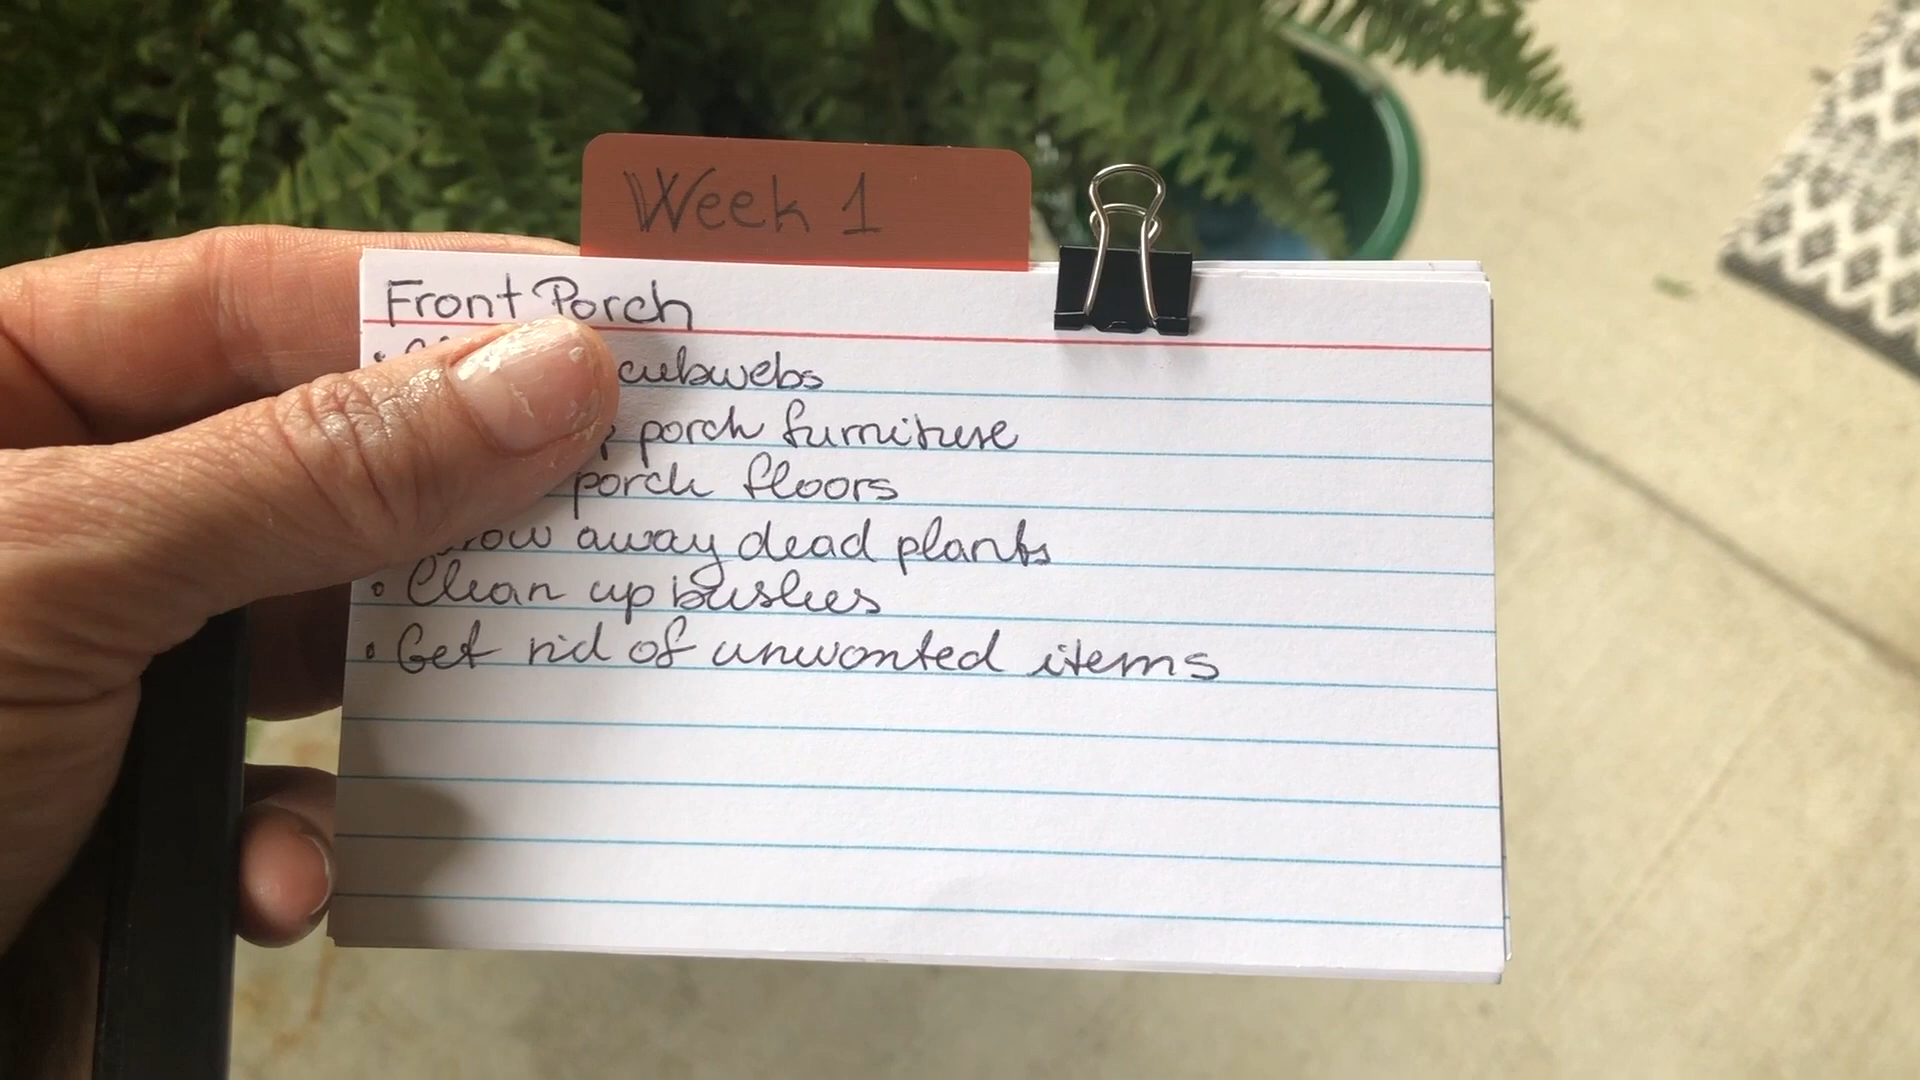 Week 1
Front Porch
cubwebs
porch furniture
porch floors
away dead plants
• Clean up bushes
• Get rid of unwanted items